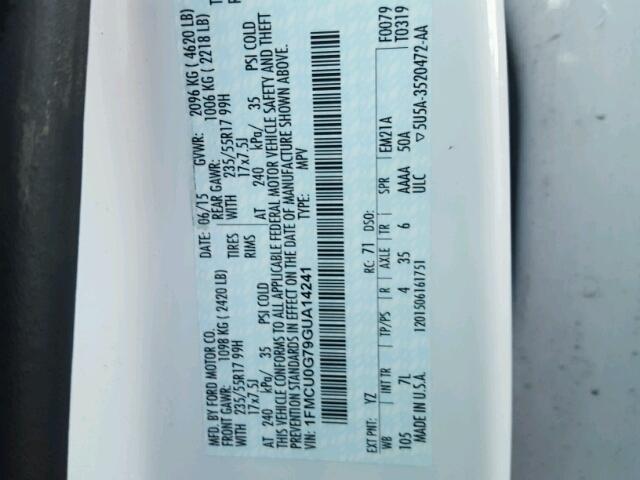 MFD. BY FORD MOTOR CO.
DATE: 06/15 GVWR: 2096 KG ( 4620 LB)
FRONT GAWR: 1098 KG ( 2420 LB) REAR GAWR: 1006 KG ( 2218 LB)
WITH 235/55R17 99H TIRES WITH 235/55R17 99H
17x7.5J RIMS 17x7.5J
AT 240 kPa/ 35 PSI COLD AT 240 kPa/ 35 PSI COLD
THIS VEHICLE CONFORMS TO ALL APPLICABLE FEDERAL MOTOR VEHICLE SAFETY AND THEFT
PREVENTION STANDARDS IN EFFECT ON THE DATE OF MANUFACTURE SHOWN ABOVE.
VIN: 1FMCU0G79GUA14241 TYPE: MPV
F0079
T0319
EXT PNT: YZ RC: 71 DSO:
WB INT TR TP/PS R AXLE TR SPR EM21A
105 7L 4 35 6 AAAA 50A
MADE IN U.S.A. 1201506161751 ULC ▽5U5A-3520472-AA